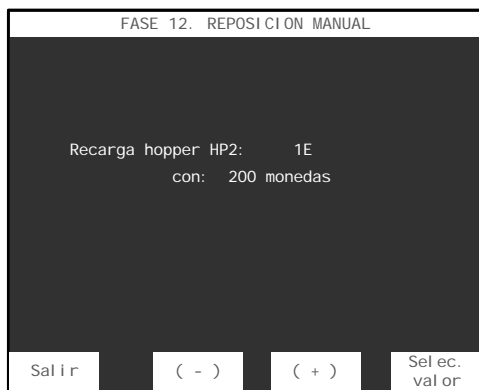 FASE 12. REPOSICION MANUAL
Recarga hopper HP2: 1E
con: 200 monedas
Salir ( - ) ( + ) Selec.
valor